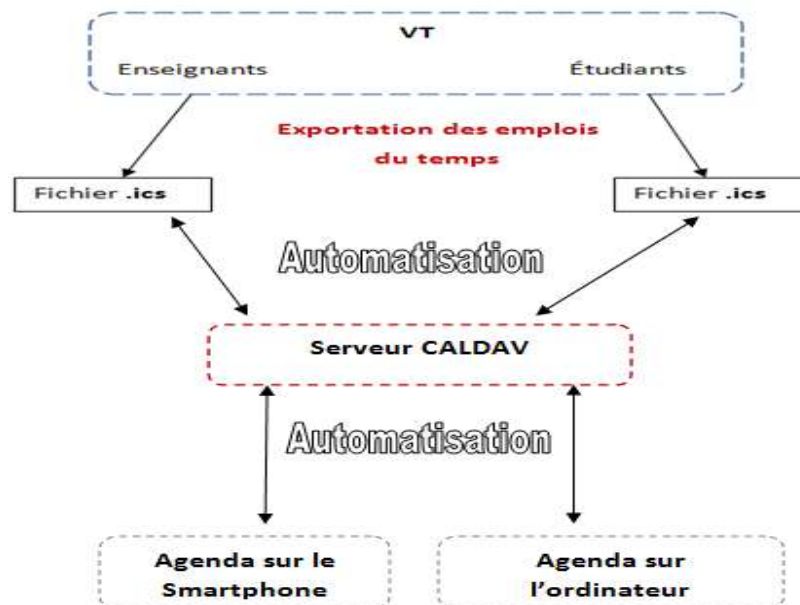 VT
Enseignants Étudiants
Exportation des emplois
du temps
Fichier .ics Fichier .ics
Automatisation
Serveur CALDAV
Automatisation
Agenda sur le
Smartphone
Agenda sur
l'ordinateur